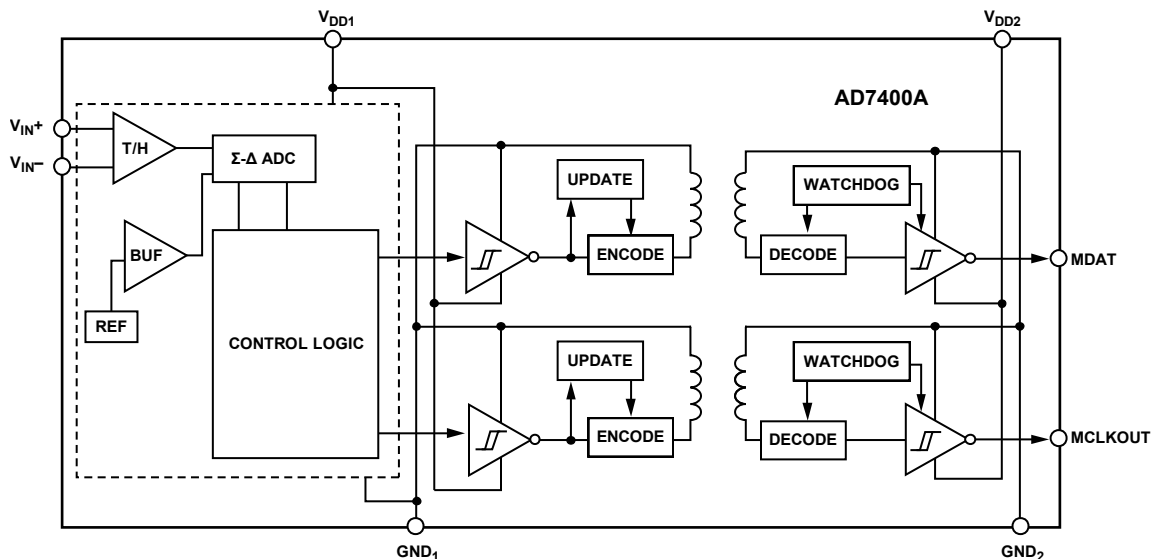 VDD1
VDD2
AD7400A
VIN+
VIN–
T/H
Σ-Δ ADC
BUF
REF
CONTROL LOGIC
UPDATE
ENCODE
WATCHDOG
DECODE
MDAT
UPDATE
ENCODE
WATCHDOG
DECODE
MCLKOUT
GND1
GND2